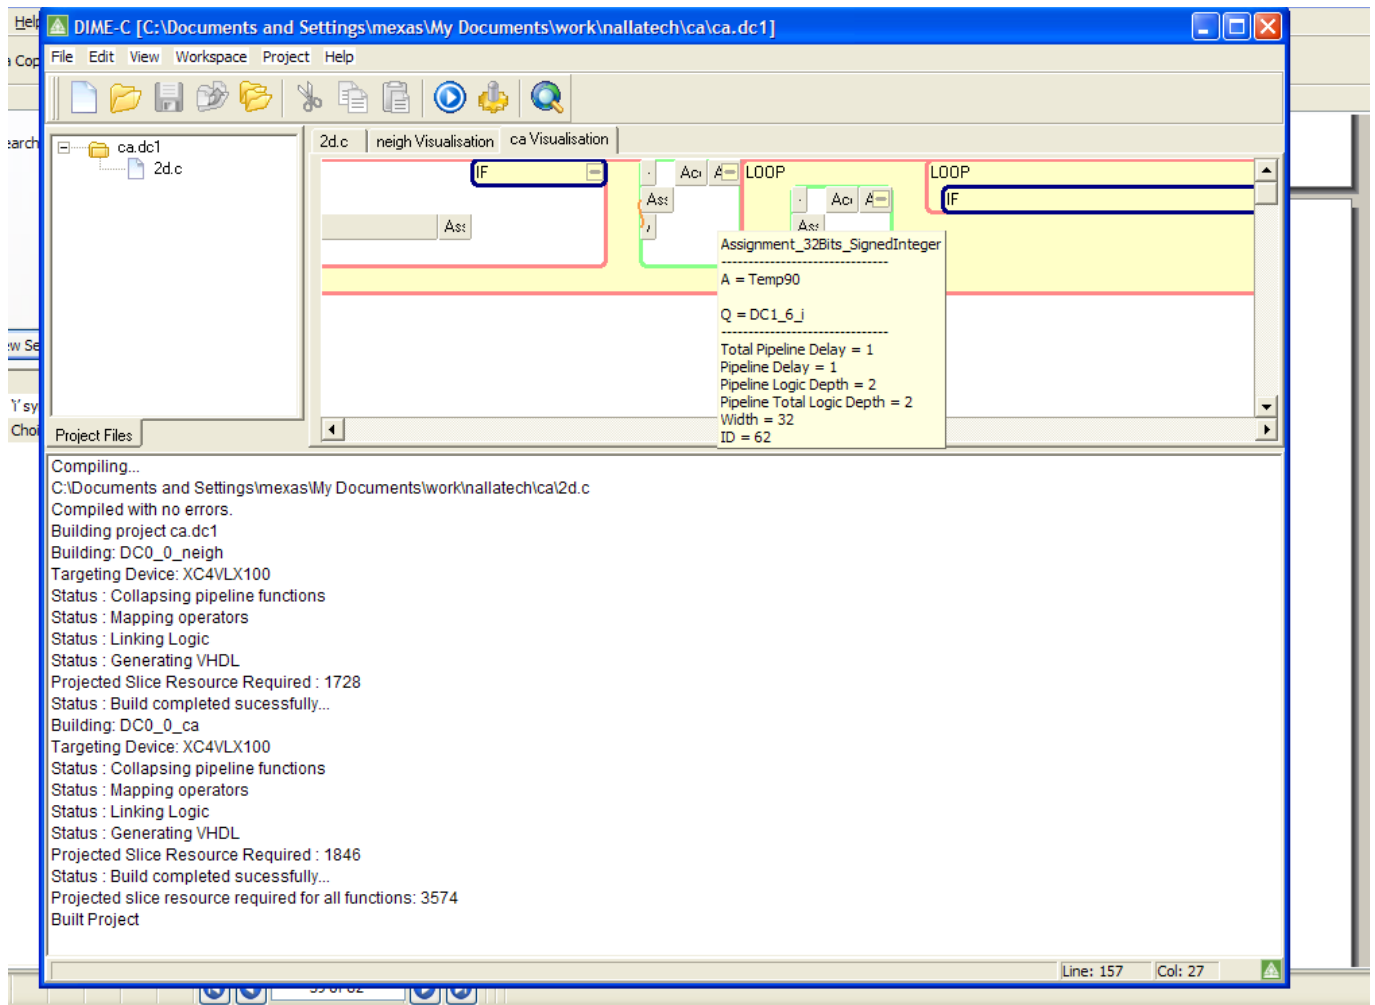 Help
DIME-C [C:\Documents and Settings\mexas\My Documents\work\nallatech\ca\ca.dc1]
File Edit View Workspace Project Help
ca.dc1
2d.c
Project Files
2d.c neigh Visualisation ca Visualisation
IF
LOOP
LOOP
IF
Assignment_32Bits_SignedInteger
--------------------------------
A = Temp90
Q = DC1_6_i
--------------------------------
Total Pipeline Delay = 1
Pipeline Delay = 1
Pipeline Logic Depth = 2
Pipeline Total Logic Depth = 2
Width = 32
ID = 62
Compiling...
C:\Documents and Settings\mexas\My Documents\work\nallatech\ca\2d.c
Compiled with no errors.
Building project ca.dc1
Building: DC0_0_neigh
Targeting Device: XC4VLX100
Status : Collapsing pipeline functions
Status : Mapping operators
Status : Linking Logic
Status : Generating VHDL
Projected Slice Resource Required : 1728
Status : Build completed sucessfully...
Building: DC0_0_ca
Targeting Device: XC4VLX100
Status : Collapsing pipeline functions
Status : Mapping operators
Status : Linking Logic
Status : Generating VHDL
Projected Slice Resource Required : 1846
Status : Build completed sucessfully...
Projected slice resource required for all functions: 3574
Built Project
Line: 157 Col: 27